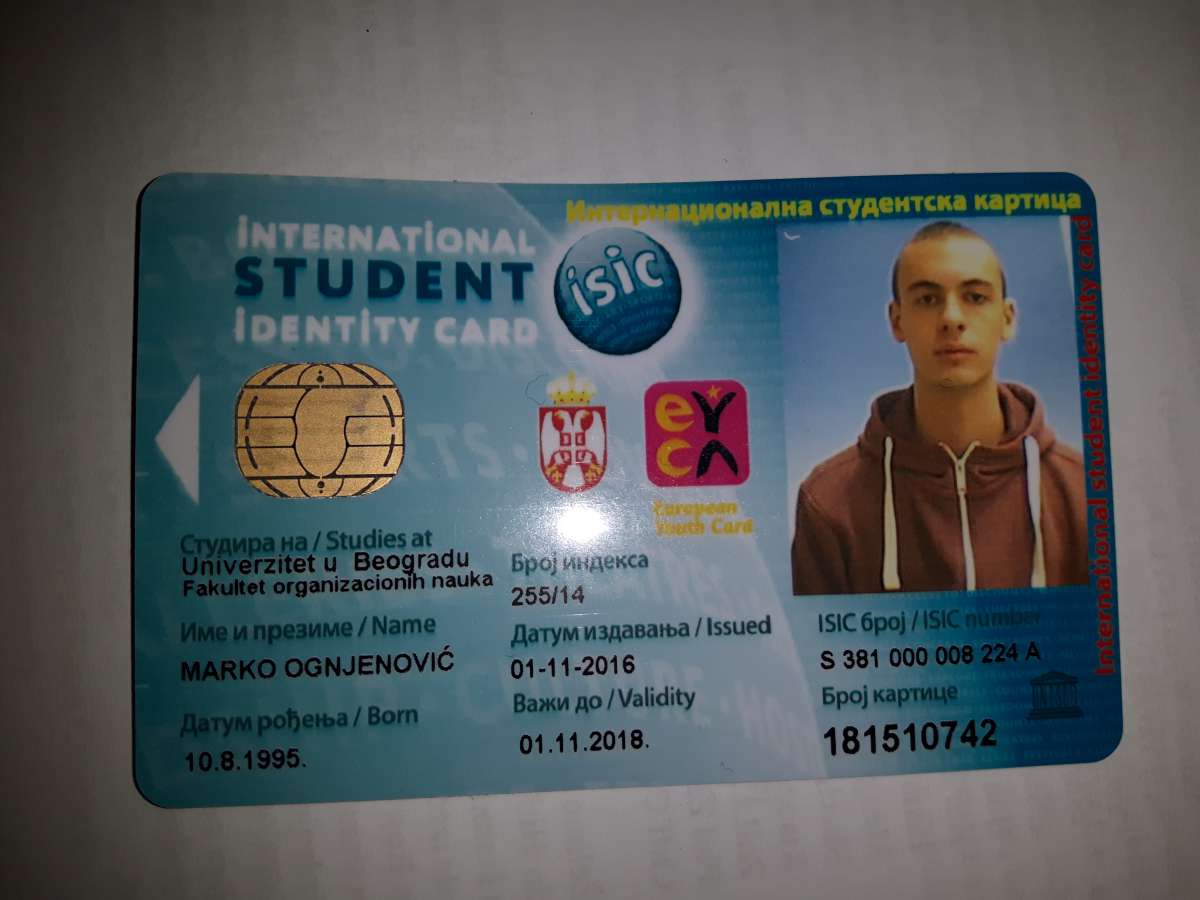 Интернационална студентска картица
iNTERNATiONAL
STUDENT
iDENTiTY CARD
isic
International student identity card
eY
CA
European
Youth Card
Студира на / Studies at
Univerzitet u Beogradu
Fakultet organizacionih nauka
Број индекса
255/14
Име и презиме / Name
MARKO OGNJENOVIĆ
Датум издавања / Issued
01-11-2016
ISIC број / ISIC number
S 381 000 008 224 A
Датум рођења / Born
10.8.1995.
Важи до / Validity
01.11.2018.
Број картице
181510742